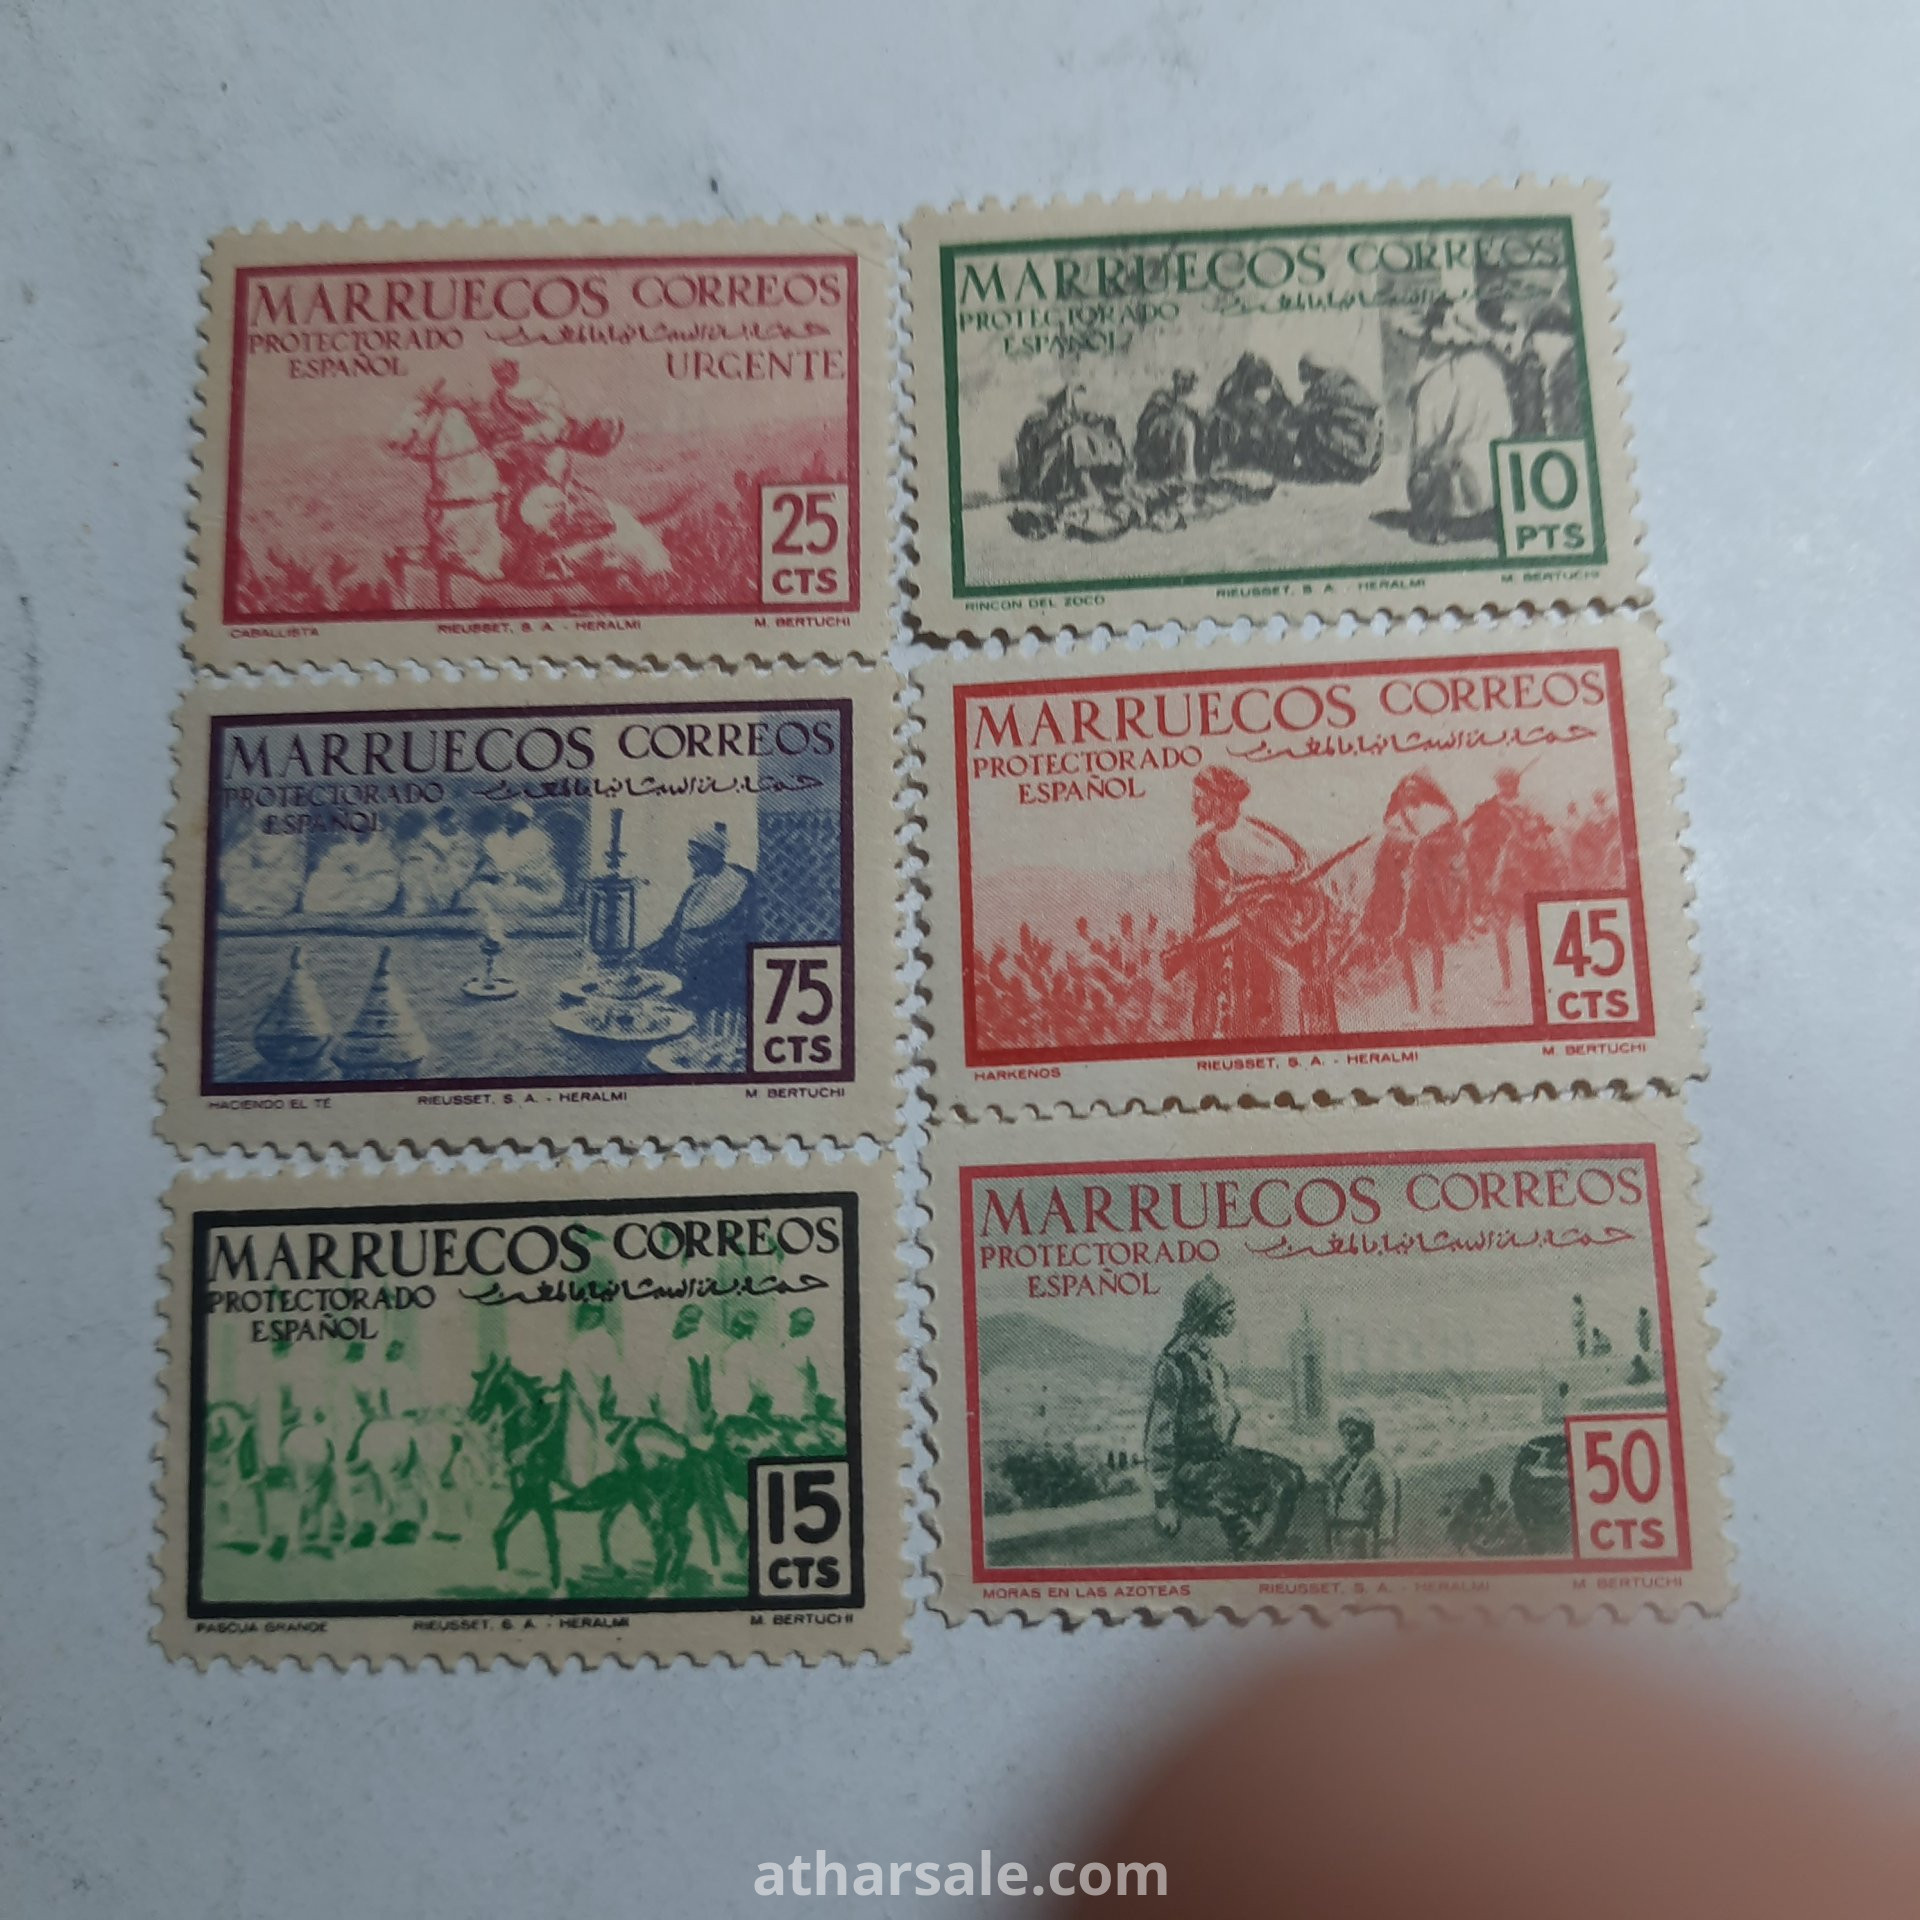 MARRUECOS CORREOS
PROTECTORADO
ESPAÑOL
URGENTE
25
CTS
CABALLISTA RIEUSSET, S. A. - HERALMI M. BERTUCHI
MARRUECOS CORREOS
PROTECTORADO
ESPAÑOL
10
PTS
RINCON DEL ZOCO RIEUSSET, S. A. - HERALMI M. BERTUCHI
MARRUECOS CORREOS
PROTECTORADO
ESPAÑOL
75
CTS
HACIENDO EL TÉ RIEUSSET, S. A. - HERALMI M. BERTUCHI
MARRUECOS CORREOS
PROTECTORADO
ESPAÑOL
45
CTS
HARKEÑOS RIEUSSET, S. A. - HERALMI M. BERTUCHI
MARRUECOS CORREOS
PROTECTORADO
ESPAÑOL
15
CTS
PASCUA GRANDE RIEUSSET, S. A. - HERALMI M. BERTUCHI
MARRUECOS CORREOS
PROTECTORADO
ESPAÑOL
50
CTS
MORAS EN LAS AZOTEAS RIEUSSET, S. A. - HERALMI M. BERTUCHI
atharsale.com